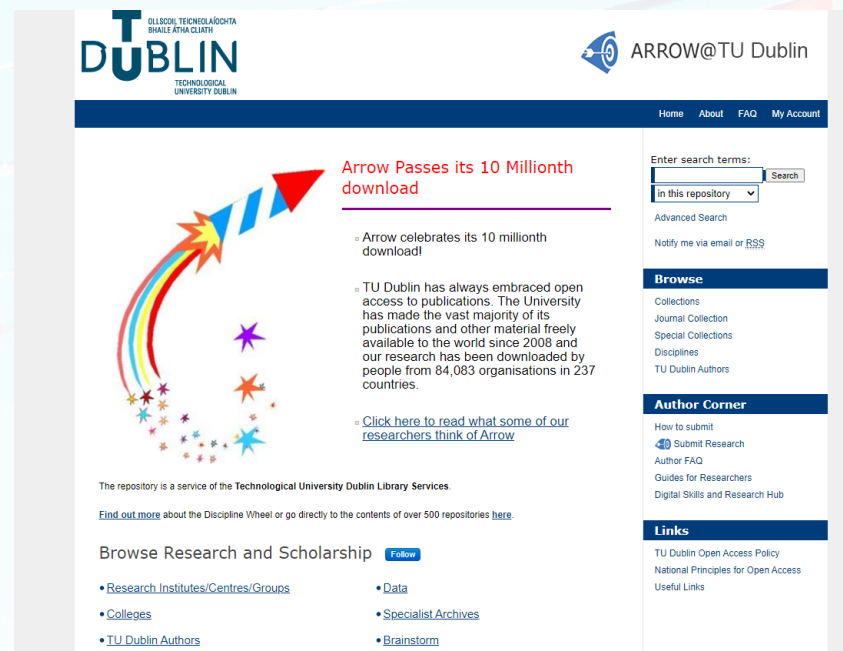 OLLSCOIL TEICNEOLAÍOCHTA
BHAILE ÁTHA CLIATH
TU DUBLIN
TECHNOLOGICAL
UNIVERSITY DUBLIN
ARROW@TU Dublin
Home About FAQ My Account
Arrow Passes its 10 Millionth
download
Arrow celebrates its 10 millionth
download!
TU Dublin has always embraced open
access to publications. The University
has made the vast majority of its
publications and other material freely
available to the world since 2008 and
our research has been downloaded by
people from 84,083 organisations in 237
countries.
Click here to read what some of our
researchers think of Arrow
The repository is a service of the Technological University Dublin Library Services.
Find out more about the Discipline Wheel or go directly to the contents of over 500 repositories here.
Browse Research and Scholarship Follow
• Research Institutes/Centres/Groups
• Colleges
• TU Dublin Authors
• Data
• Specialist Archives
• Brainstorm
Enter search terms:
Search
in this repository
Advanced Search
Notify me via email or RSS
Browse
Collections
Journal Collection
Special Collections
Disciplines
TU Dublin Authors
Author Corner
How to submit
Submit Research
Author FAQ
Guides for Researchers
Digital Skills and Research Hub
Links
TU Dublin Open Access Policy
National Principles for Open Access
Useful Links